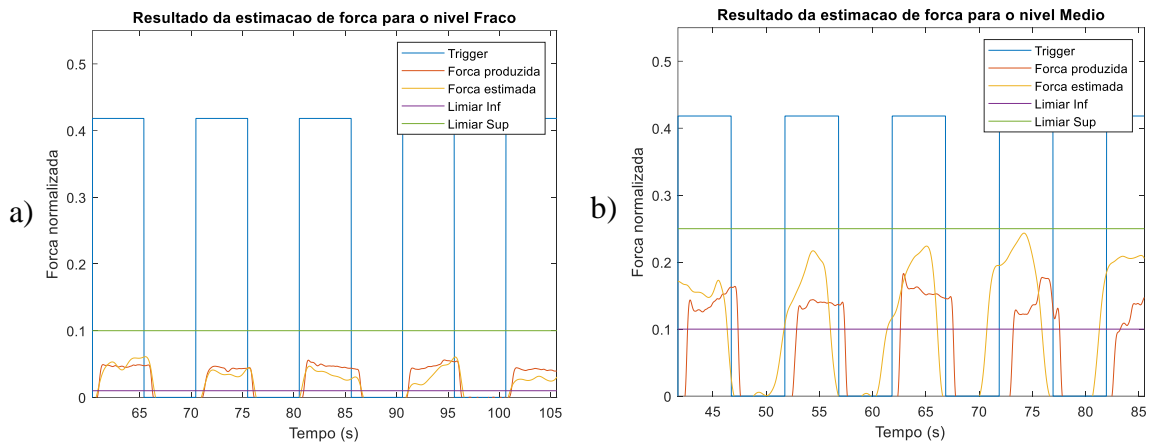 Resultado da estimacao de forca para o nivel Fraco
Trigger
Forca produzida
Forca estimada
Limiar Inf
Limiar Sup
0.5
0.4
0.3
0.2
0.1
0
Forca normalizada
65 70 75 80 85 90 95 100 105
Tempo (s)
a)
Resultado da estimacao de forca para o nivel Medio
Trigger
Forca produzida
Forca estimada
Limiar Inf
Limiar Sup
0.5
0.4
0.3
0.2
0.1
0
Forca normalizada
45 50 55 60 65 70 75 80 85
Tempo (s)
b)